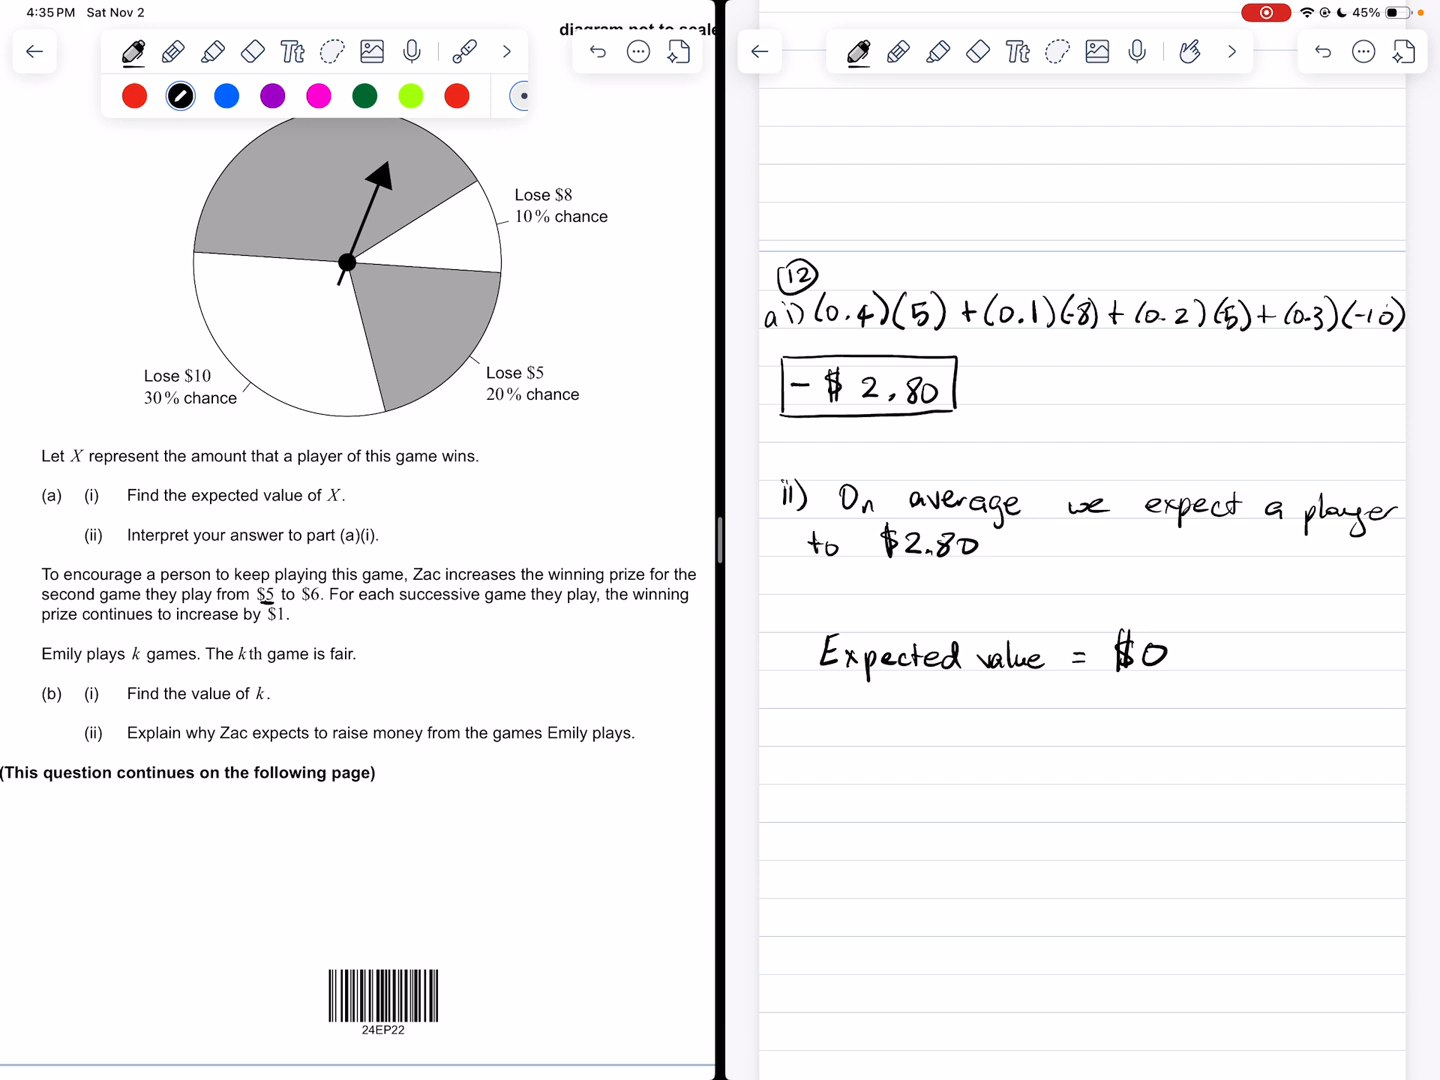 4:35 PM Sat Nov 2
45%
Tt
Tt
Lose $8
10% chance
Lose $10
30% chance
Lose $5
20% chance
Let X represent the amount that a player of this game wins.
(a) (i) Find the expected value of X.
(ii) Interpret your answer to part (a)(i).
To encourage a person to keep playing this game, Zac increases the winning prize for the
second game they play from $5 to $6. For each successive game they play, the winning
prize continues to increase by $1.
Emily plays k games. The kth game is fair.
(b) (i) Find the value of k.
(ii) Explain why Zac expects to raise money from the games Emily plays.
(This question continues on the following page)
24EP22
12
ai) (0.4)(5) + (0.1)(-8) + (0.2)(-5) + (0.3)(-10)
- $ 2.80
ii) On average we expect a player
to $2.80
Expected value = $0